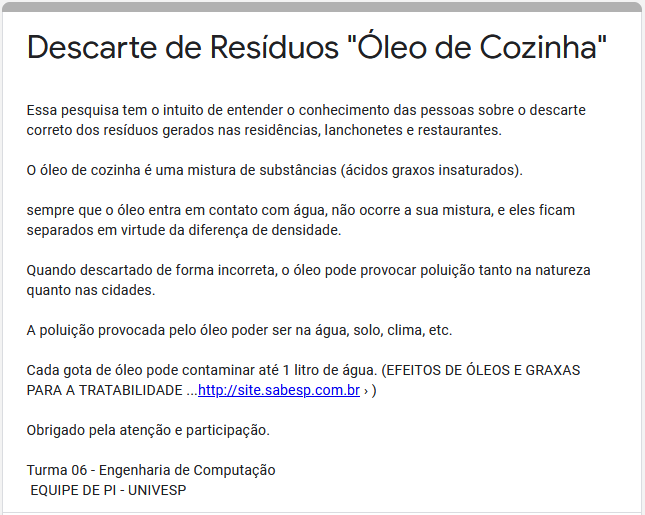 Descarte de Resíduos "Óleo de Cozinha"
Essa pesquisa tem o intuito de entender o conhecimento das pessoas sobre o descarte
correto dos resíduos gerados nas residências, lanchonetes e restaurantes.
O óleo de cozinha é uma mistura de substâncias (ácidos graxos insaturados).
sempre que o óleo entra em contato com água, não ocorre a sua mistura, e eles ficam
separados em virtude da diferença de densidade.
Quando descartado de forma incorreta, o óleo pode provocar poluição tanto na natureza
quanto nas cidades.
A poluição provocada pelo óleo poder ser na água, solo, clima, etc.
Cada gota de óleo pode contaminar até 1 litro de água. (EFEITOS DE ÓLEOS E GRAXAS
PARA A TRATABILIDADE ...http://site.sabesp.com.br › )
Obrigado pela atenção e participação.
Turma 06 - Engenharia de Computação
EQUIPE DE PI - UNIVESP